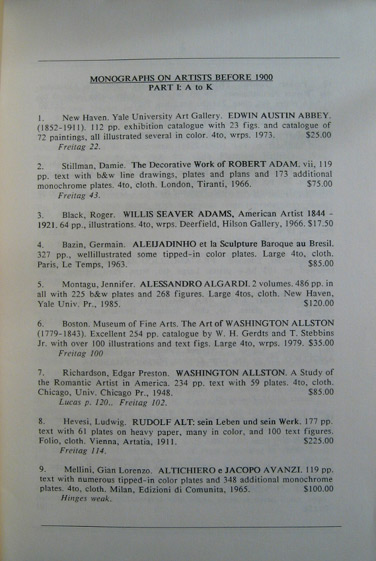 MONOGRAPHS ON ARTISTS BEFORE 1900
PART I: A to K
1. New Haven. Yale University Art Gallery. EDWIN AUSTIN ABBEY.
(1852-1911). 112 pp. exhibition catalogue with 23 figs. and catalogue of
72 paintings, all illustrated several in color. 4to, wrps. 1973. $25.00
Freitag 22.
2. Stillman, Damie. The Decorative Work of ROBERT ADAM. vii, 119
pp. text with b&w line drawings, plates and plans and 173 additional
monochrome plates. 4to, cloth. London, Tiranti, 1966. $75.00
Freitag 43.
3. Black, Roger. WILLIS SEAVER ADAMS, American Artist 1844 -
1921. 64 pp., illustrations. 4to, wrps. Deerfield, Hilson Gallery, 1966. $17.50
4. Bazin, Germain. ALEIJADINHO et la Sculpture Baroque au Bresil.
327 pp., wellillustrated some tipped-in color plates. Large 4to, cloth.
Paris, Le Temps, 1963. $85.00
5. Montagu, Jennifer. ALESSANDRO ALGARDI. 2 volumes. 486 pp. in
all with 225 b&w plates and 268 figures. Large 4tos, cloth. New Haven,
Yale Univ. Pr., 1985. $120.00
6. Boston. Museum of Fine Arts. The Art of WASHINGTON ALLSTON
(1779-1843). Excellent 254 pp. catalogue by W. H. Gerdts and T. Stebbins
Jr. with over 100 illustrations and text figs. Large 4to, wrps. 1979. $35.00
Freitag 100
7. Richardson, Edgar Preston. WASHINGTON ALLSTON. A Study of
the Romantic Artist in America. 234 pp. text with 59 plates. 4to, cloth.
Chicago, Univ. Chicago Pr., 1948. $85.00
Lucas p. 120.. Freitag 102.
8. Hevesi, Ludwig. RUDOLF ALT: sein Leben und sein Werk. 177 pp.
text with 61 plates on heavy paper, many in color, and 100 text figures.
Folio, cloth. Vienna, Artatia, 1911. $225.00
Freitag 114.
9. Mellini, Gian Lorenzo. ALTICHIERO e JACOPO AVANZI. 119 pp.
text with numerous tipped-in color plates and 348 additional monochrome
plates. 4to, cloth. Milan, Edizioni di Comunita, 1965. $100.00
Hinges weak.